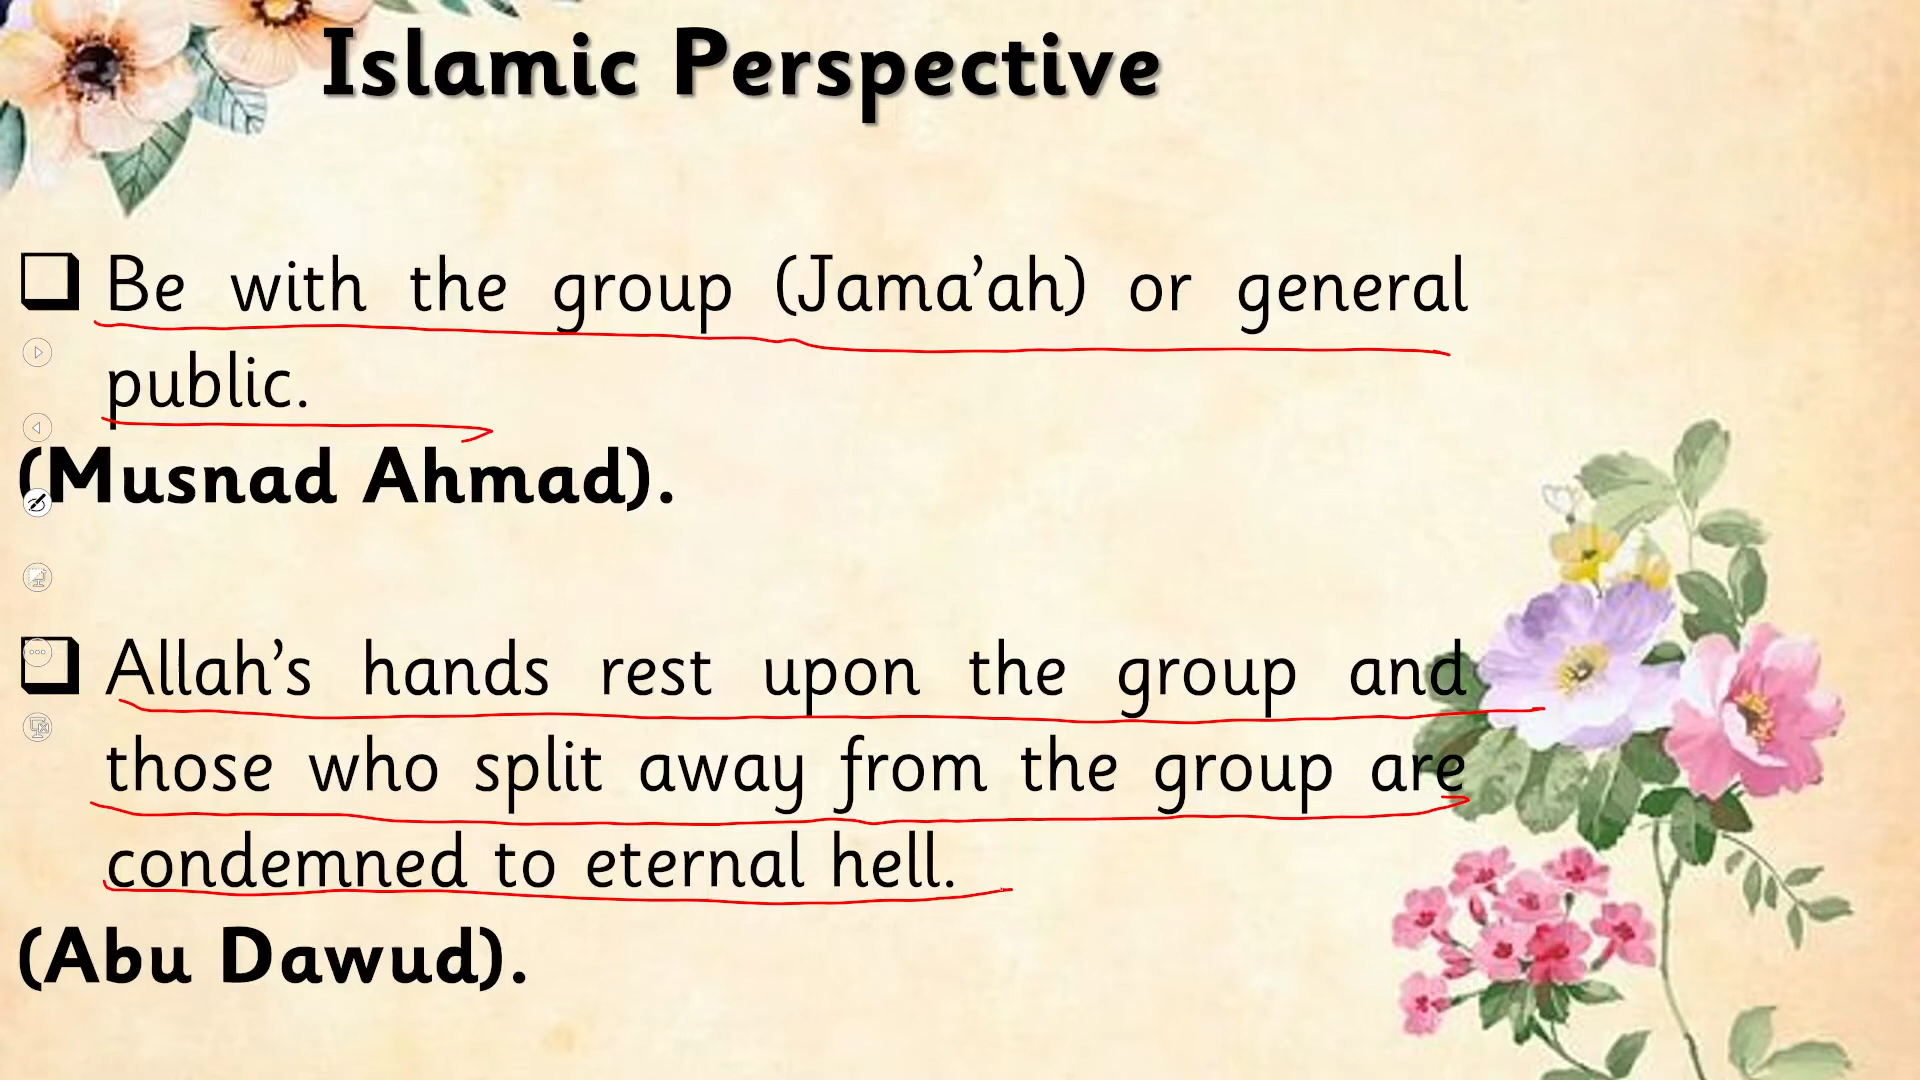 Islamic Perspective
❑ Be with the group (Jama’ah) or general
public.
(Musnad Ahmad).
❑ Allah’s hands rest upon the group and
those who split away from the group are
condemned to eternal hell.
(Abu Dawud).